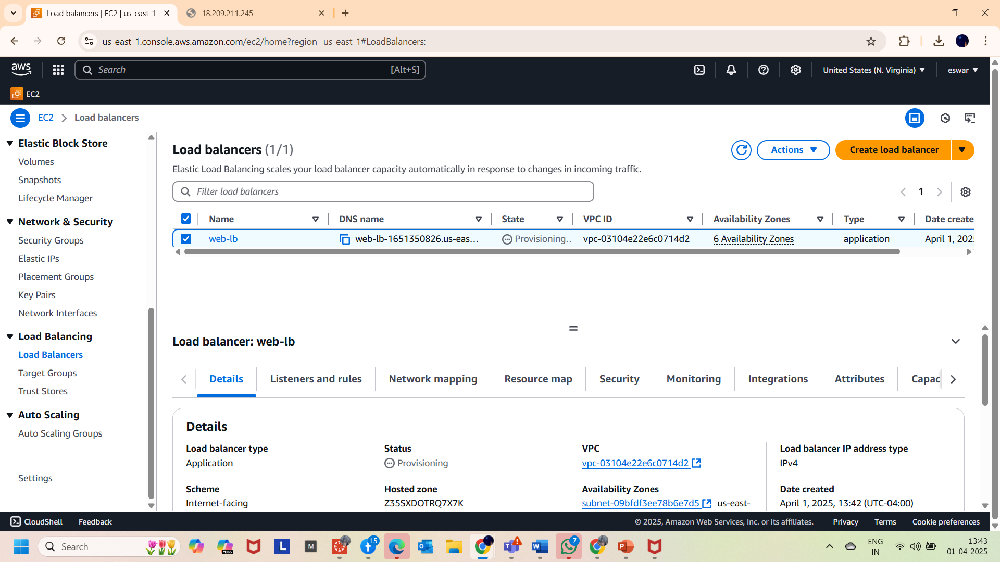 Load balancers | EC2 | us-east-1
18.209.211.245
us-east-1.console.aws.amazon.com/ec2/home?region=us-east-1#LoadBalancers:
aws
Search [Alt+S]
United States (N. Virginia)
eswar
EC2
EC2 Load balancers
Elastic Block Store
Volumes
Snapshots
Lifecycle Manager
Network & Security
Security Groups
Elastic IPs
Placement Groups
Key Pairs
Network Interfaces
Load Balancing
Load Balancers
Target Groups
Trust Stores
Auto Scaling
Auto Scaling Groups
Settings
Load balancers (1/1)
Actions
Create load balancer
Elastic Load Balancing scales your load balancer capacity automatically in response to changes in incoming traffic.
Filter load balancers
1
Name DNS name State VPC ID Availability Zones Type Date create
web-lb web-lb-1651350826.us-eas... Provisioning.. vpc-03104e22e6c0714d2 6 Availability Zones application April 1, 202
Load balancer: web-lb
Details Listeners and rules Network mapping Resource map Security Monitoring Integrations Attributes Capac
Details
Load balancer type
Application
Status
Provisioning
VPC
vpc-03104e22e6c0714d2
Load balancer IP address type
IPv4
Scheme
Internet-facing
Hosted zone
Z35SXDOTRQ7X7K
Availability Zones
subnet-09bfdf3ee78b6e7d5 us-east-
Date created
April 1, 2025, 13:42 (UTC-04:00)
CloudShell Feedback © 2025, Amazon Web Services, Inc. or its affiliates. Privacy Terms Cookie preferences
Search
M365
L
M
15
7
ENG
IN
13:43
01-04-2025